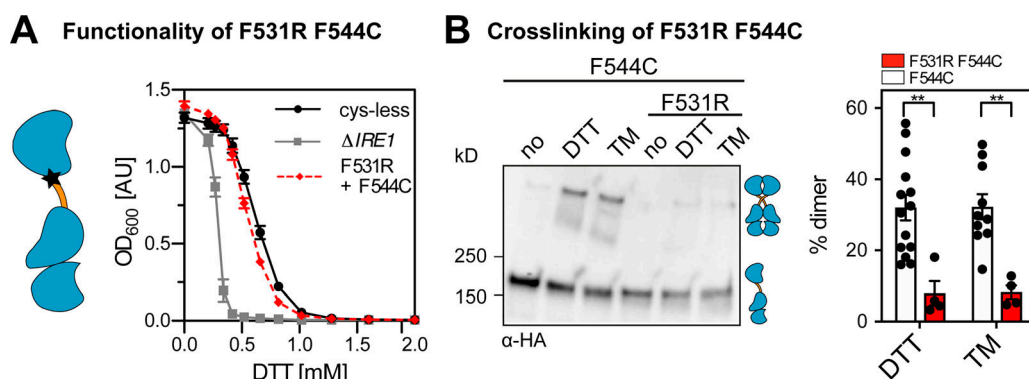 A Functionality of F531R F544C
1.5
1.0
0.5
0.0
OD600 [AU]
cys-less
ΔIRE1
F531R
+ F544C
0.0 0.5 1.0 1.5 2.0
DTT [mM]
B Crosslinking of F531R F544C
F544C
F531R
no DTT TM no DTT TM
kD
250
150
α-HA
F531R F544C
F544C
60
40
20
0
% dimer
** **
DTT TM